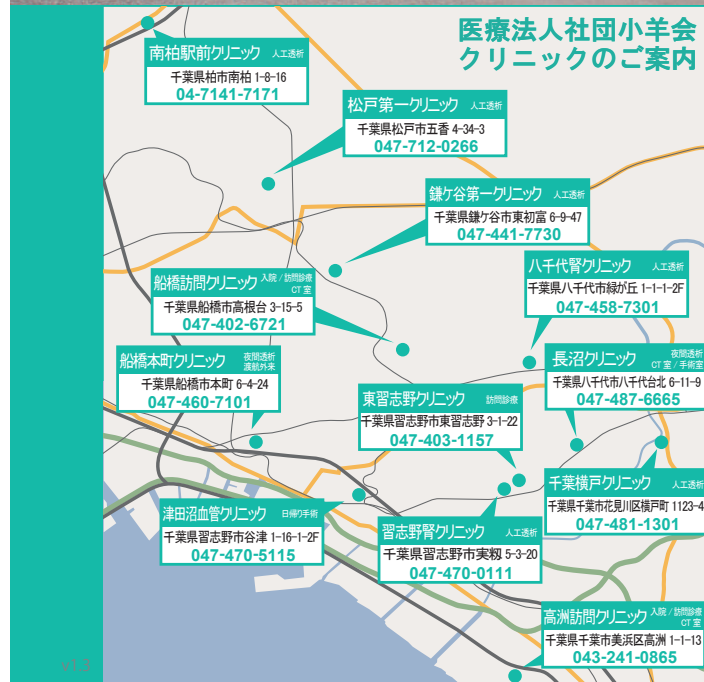 医療法人社団小羊会
クリニックのご案内
南柏駅前クリニック 人工透析
千葉県柏市南柏 1-8-16
04-7141-7171
松戸第一クリニック 人工透析
千葉県松戸市五香 4-34-3
047-712-0266
鎌ケ谷第一クリニック 人工透析
千葉県鎌ケ谷市東初富 6-9-47
047-441-7730
船橋訪問クリニック 入院 / 訪問診療
CT 室
千葉県船橋市高根台 3-15-5
047-402-6721
八千代腎クリニック 人工透析
千葉県八千代市緑が丘 1-1-1-2F
047-458-7301
船橋本町クリニック 夜間透析
渡航外来
千葉県船橋市本町 6-4-24
047-460-7101
長沼クリニック 夜間透析
CT 室 / 手術室
千葉県八千代市八千代台北 6-11-9
047-487-6665
東習志野クリニック 訪問診療
千葉県習志野市東習志野 3-1-22
047-403-1157
千葉横戸クリニック 人工透析
千葉県千葉市花見川区横戸町 1123-4
047-481-1301
津田沼血管クリニック 日帰り手術
千葉県習志野市谷津 1-16-1-2F
047-470-5115
習志野腎クリニック 人工透析
千葉県習志野市実籾 5-3-20
047-470-0111
高洲訪問クリニック 入院 / 訪問診療
CT 室
千葉県千葉市美浜区高洲 1-1-13
043-241-0865
v1.3